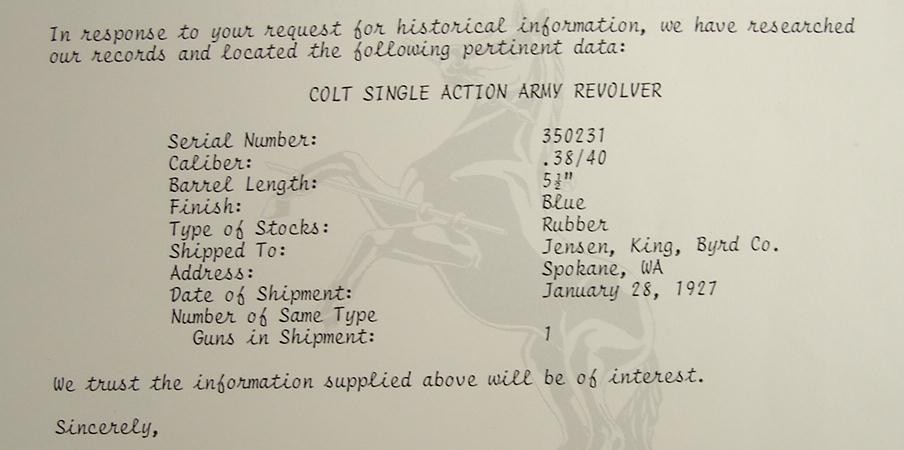 In response to your request for historical information, we have researched
our records and located the following pertinent data:
COLT SINGLE ACTION ARMY REVOLVER
Serial Number: 350231
Caliber: .38/40
Barrel Length: 5½"
Finish: Blue
Type of Stocks: Rubber
Shipped To: Jensen, King, Byrd Co.
Address: Spokane, WA
Date of Shipment: January 28, 1927
Number of Same Type
Guns in Shipment: 1
We trust the information supplied above will be of interest.
Sincerely,